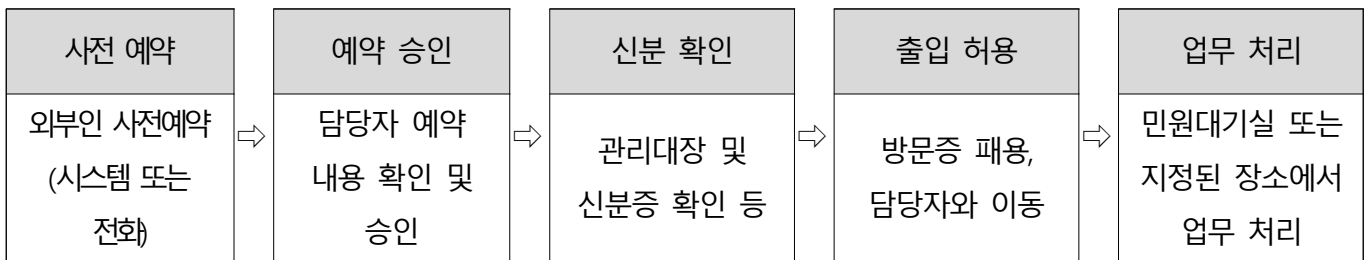 사전 예약
외부인 사전예약
(시스템 또는
전화)
⇨
예약 승인
담당자 예약
내용 확인 및
승인
⇨
신분 확인
관리대장 및
신분증 확인 등
⇨
출입 허용
방문증 패용,
담당자와 이동
⇨
업무 처리
민원대기실 또는
지정된 장소에서
업무 처리